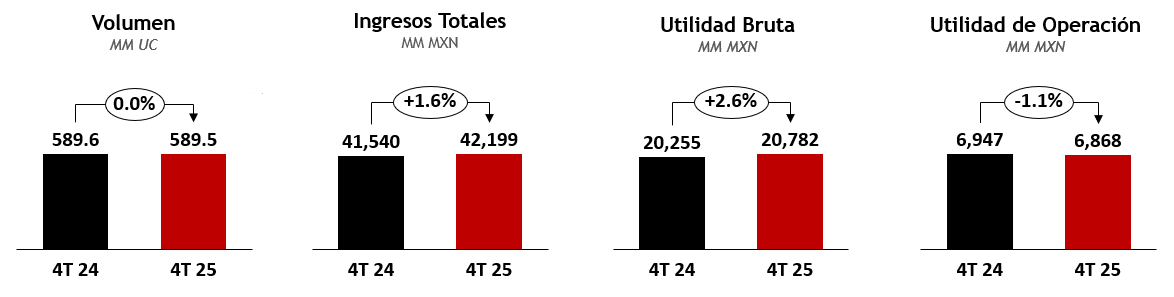 Volumen
MM UC
0.0%
589.6
589.5
4T 24
4T 25
Ingresos Totales
MM MXN
+1.6%
41,540
42,199
4T 24
4T 25
Utilidad Bruta
MM MXN
+2.6%
20,255
20,782
4T 24
4T 25
Utilidad de Operación
MM MXN
-1.1%
6,947
6,868
4T 24
4T 25